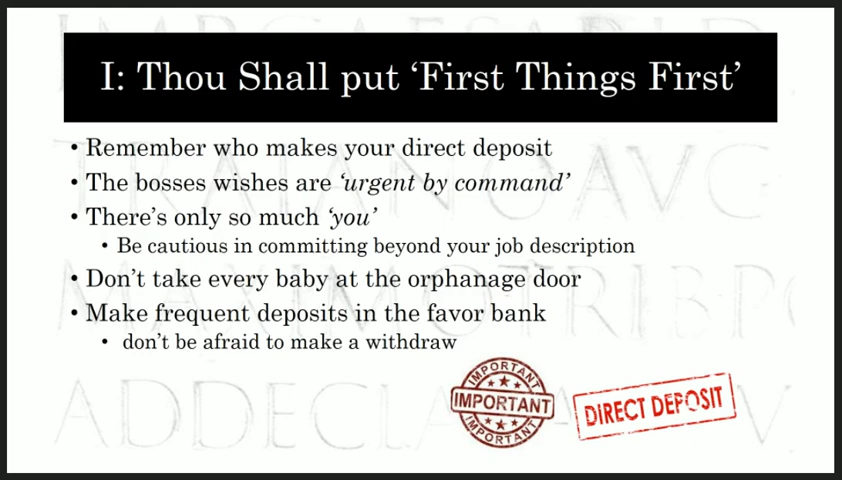 I: Thou Shall put ‘First Things First’
• Remember who makes your direct deposit
• The bosses wishes are ‘urgent by command’
• There’s only so much ‘you’
• Be cautious in committing beyond your job description
• Don’t take every baby at the orphanage door
• Make frequent deposits in the favor bank
• don’t be afraid to make a withdraw
IMPORTANT
IMPORTANT
IMPORTANT
DIRECT DEPOSIT